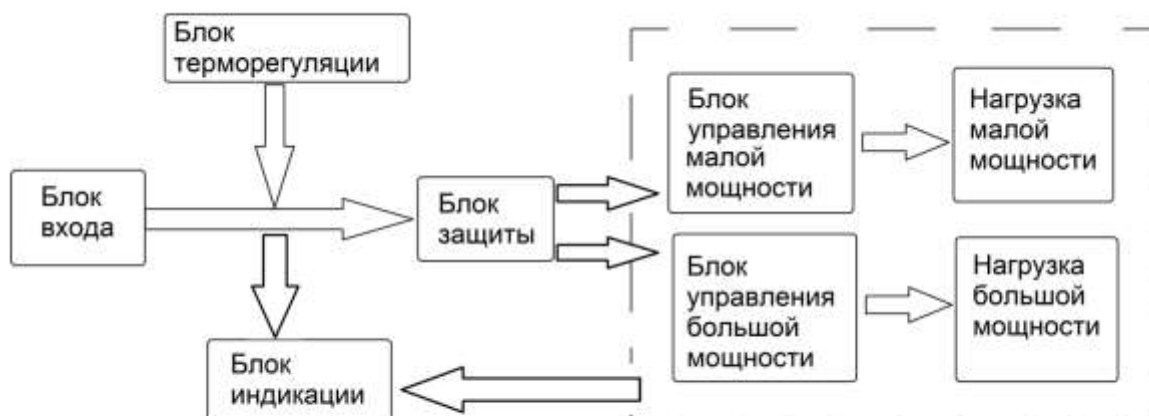 Блок
терморегуляции
Блок
входа
Блок
защиты
Блок
управления
малой
мощности
Нагрузка
малой
мощности
Блок
управления
большой
мощности
Нагрузка
большой
мощности
Блок
индикации